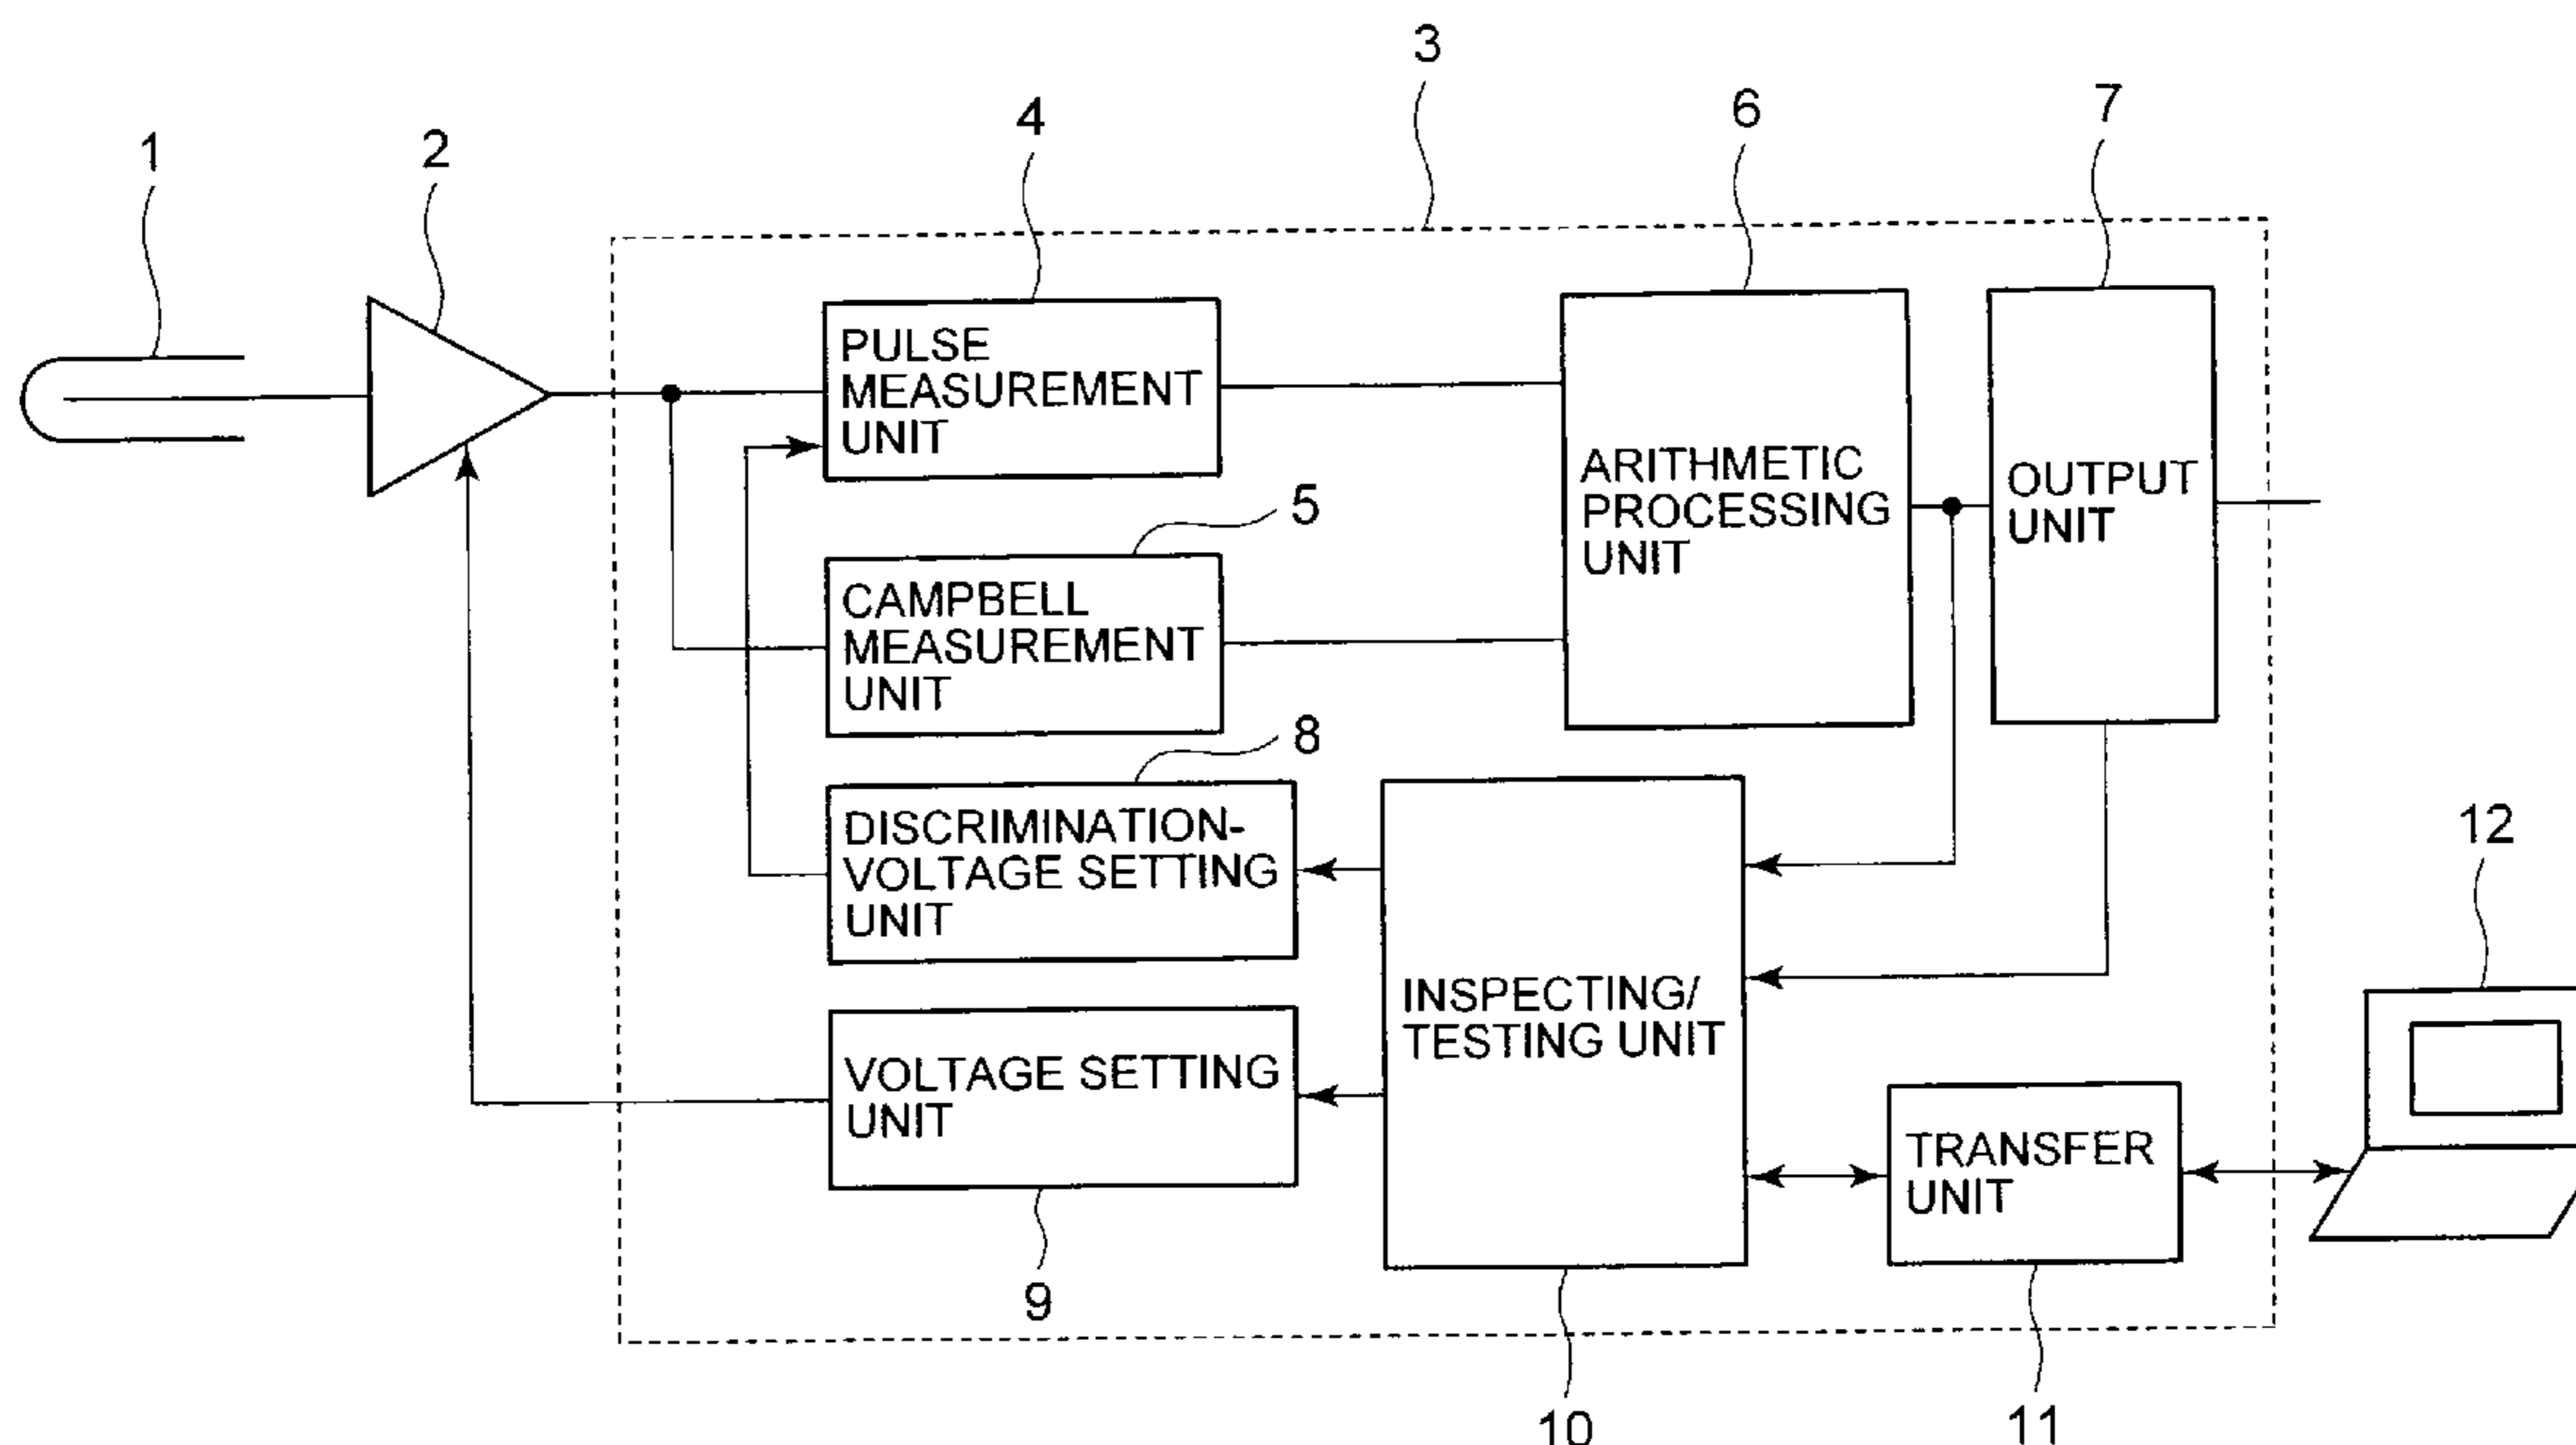 3
1
2
4
6
7
PULSE
MEASUREMENT
UNIT
ARITHMETIC
PROCESSING
UNIT
OUTPUT
UNIT
5
CAMPBELL
MEASUREMENT
UNIT
8
DISCRIMINATION-
VOLTAGE SETTING
UNIT
12
INSPECTING/
TESTING UNIT
VOLTAGE SETTING
UNIT
TRANSFER
UNIT
9
10
11